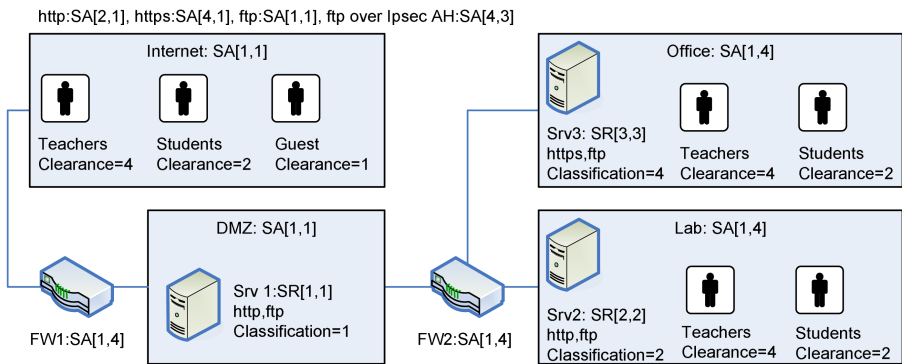 http:SA[2,1], https:SA[4,1], ftp:SA[1,1], ftp over Ipsec AH:SA[4,3]
Internet: SA[1,1]
Teachers
Clearance=4
Students
Clearance=2
Guest
Clearance=1
Office: SA[1,4]
Srv3: SR[3,3]
https,ftp
Classification=4
Teachers
Clearance=4
Students
Clearance=2
FW1:SA[1,4]
DMZ: SA[1,1]
Srv 1:SR[1,1]
http,ftp
Classification=1
FW2:SA[1,4]
Lab: SA[1,4]
Srv2: SR[2,2]
http,ftp
Classification=2
Teachers
Clearance=4
Students
Clearance=2